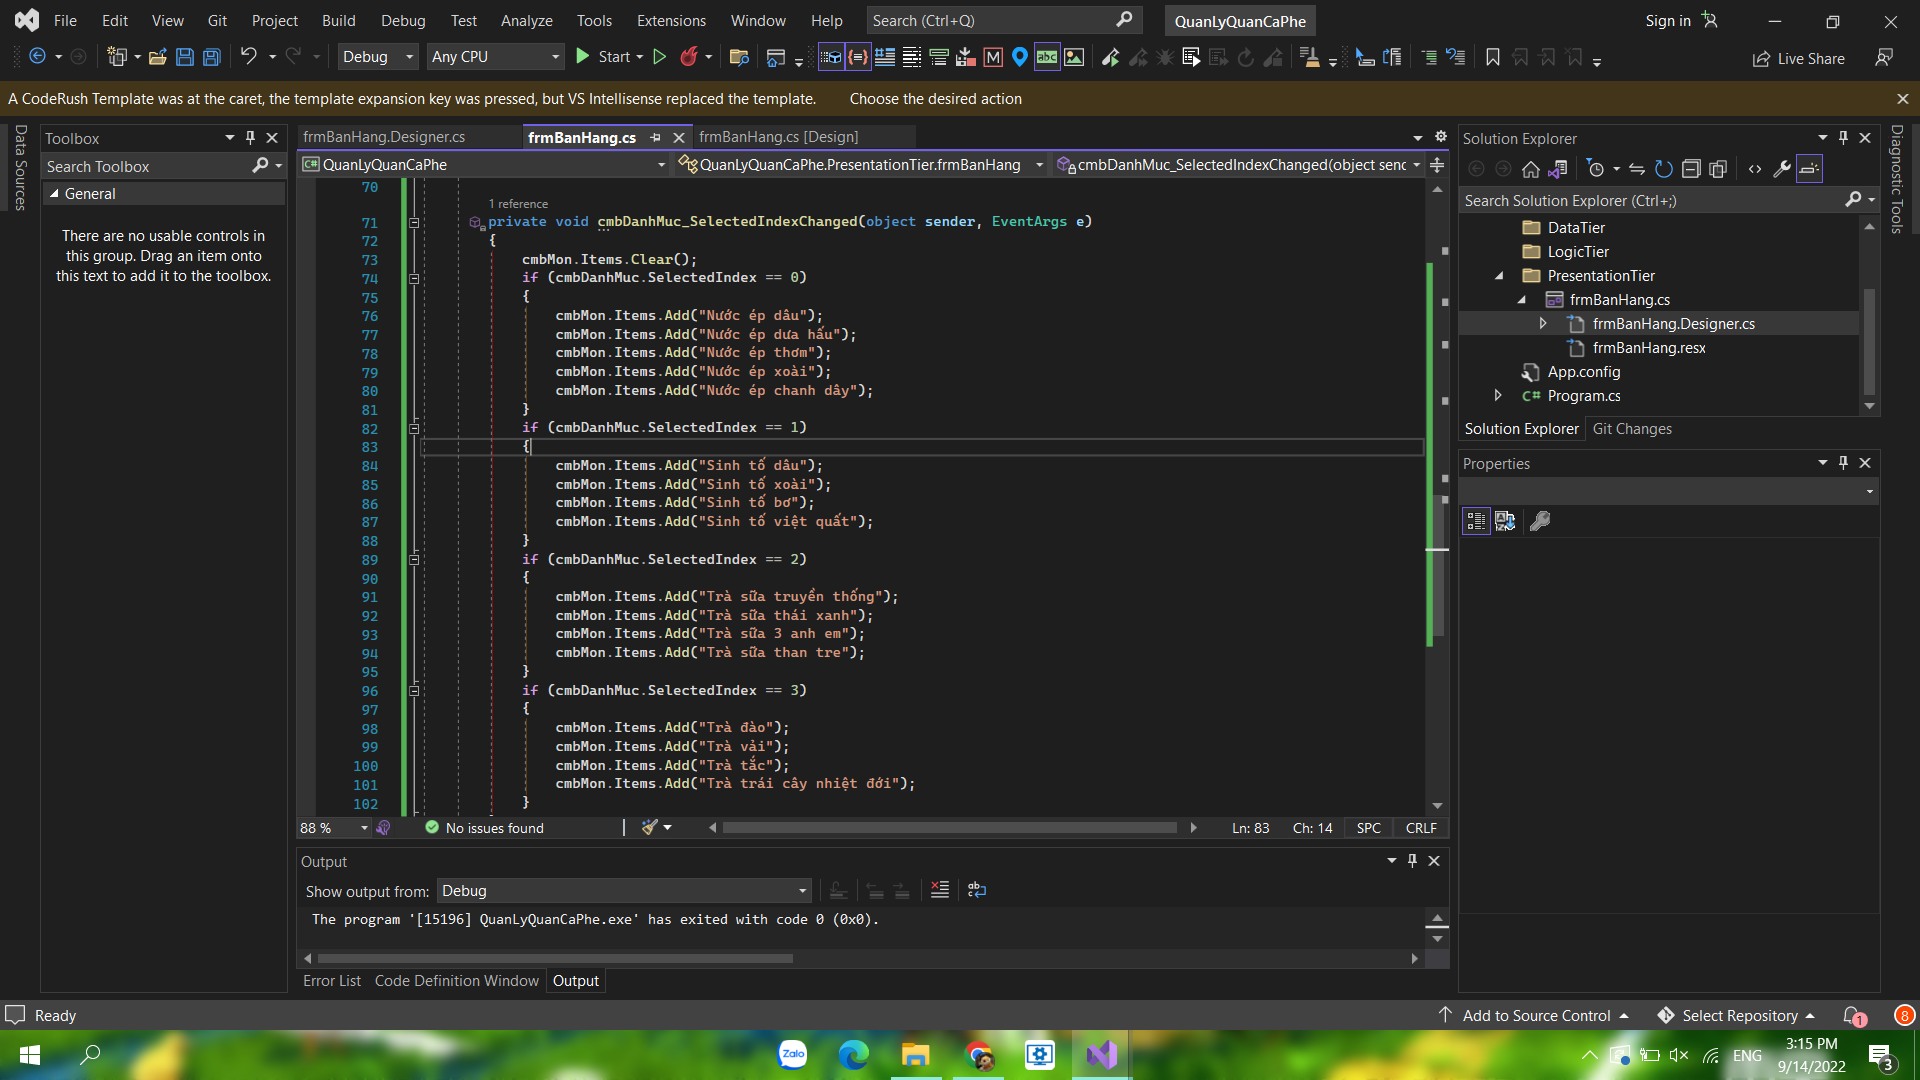 File Edit View Git Project Build Debug Test Analyze Tools Extensions Window Help Search (Ctrl+Q) QuanLyQuanCaPhe Sign in
Debug Any CPU Start Live Share
A CodeRush Template was at the caret, the template expansion key was pressed, but VS Intellisense replaced the template. Choose the desired action
Data Sources
Toolbox
Search Toolbox
General
There are no usable controls in
this group. Drag an item onto
this text to add it to the toolbox.
frmBanHang.Designer.cs frmBanHang.cs frmBanHang.cs [Design]
QuanLyQuanCaPhe QuanLyQuanCaPhe.PresentationTier.frmBanHang cmbDanhMuc_SelectedIndexChanged(object senc
70
1 reference
71 private void cmbDanhMuc_SelectedIndexChanged(object sender, EventArgs e)
72 {
73 cmbMon.Items.Clear();
74 if (cmbDanhMuc.SelectedIndex == 0)
75 {
76 cmbMon.Items.Add("Nước ép dâu");
77 cmbMon.Items.Add("Nước ép dưa hấu");
78 cmbMon.Items.Add("Nước ép thơm");
79 cmbMon.Items.Add("Nước ép xoài");
80 cmbMon.Items.Add("Nước ép chanh dây");
81 }
82 if (cmbDanhMuc.SelectedIndex == 1)
83 {
84 cmbMon.Items.Add("Sinh tố dâu");
85 cmbMon.Items.Add("Sinh tố xoài");
86 cmbMon.Items.Add("Sinh tố bơ");
87 cmbMon.Items.Add("Sinh tố việt quất");
88 }
89 if (cmbDanhMuc.SelectedIndex == 2)
90 {
91 cmbMon.Items.Add("Trà sữa truyền thống");
92 cmbMon.Items.Add("Trà sữa thái xanh");
93 cmbMon.Items.Add("Trà sữa 3 anh em");
94 cmbMon.Items.Add("Trà sữa than tre");
95 }
96 if (cmbDanhMuc.SelectedIndex == 3)
97 {
98 cmbMon.Items.Add("Trà đào");
99 cmbMon.Items.Add("Trà vải");
100 cmbMon.Items.Add("Trà tắc");
101 cmbMon.Items.Add("Trà trái cây nhiệt đới");
102 }
88 % No issues found Ln: 83 Ch: 14 SPC CRLF
Output
Show output from: Debug
The program '[15196] QuanLyQuanCaPhe.exe' has exited with code 0 (0x0).
Error List Code Definition Window Output
Solution Explorer
Search Solution Explorer (Ctrl+;)
DataTier
LogicTier
PresentationTier
frmBanHang.cs
frmBanHang.Designer.cs
frmBanHang.resx
App.config
C# Program.cs
Solution Explorer Git Changes
Properties
Diagnostic Tools
Ready Add to Source Control Select Repository 1 8
Zalo ENG 3:15 PM
9/14/2022 3